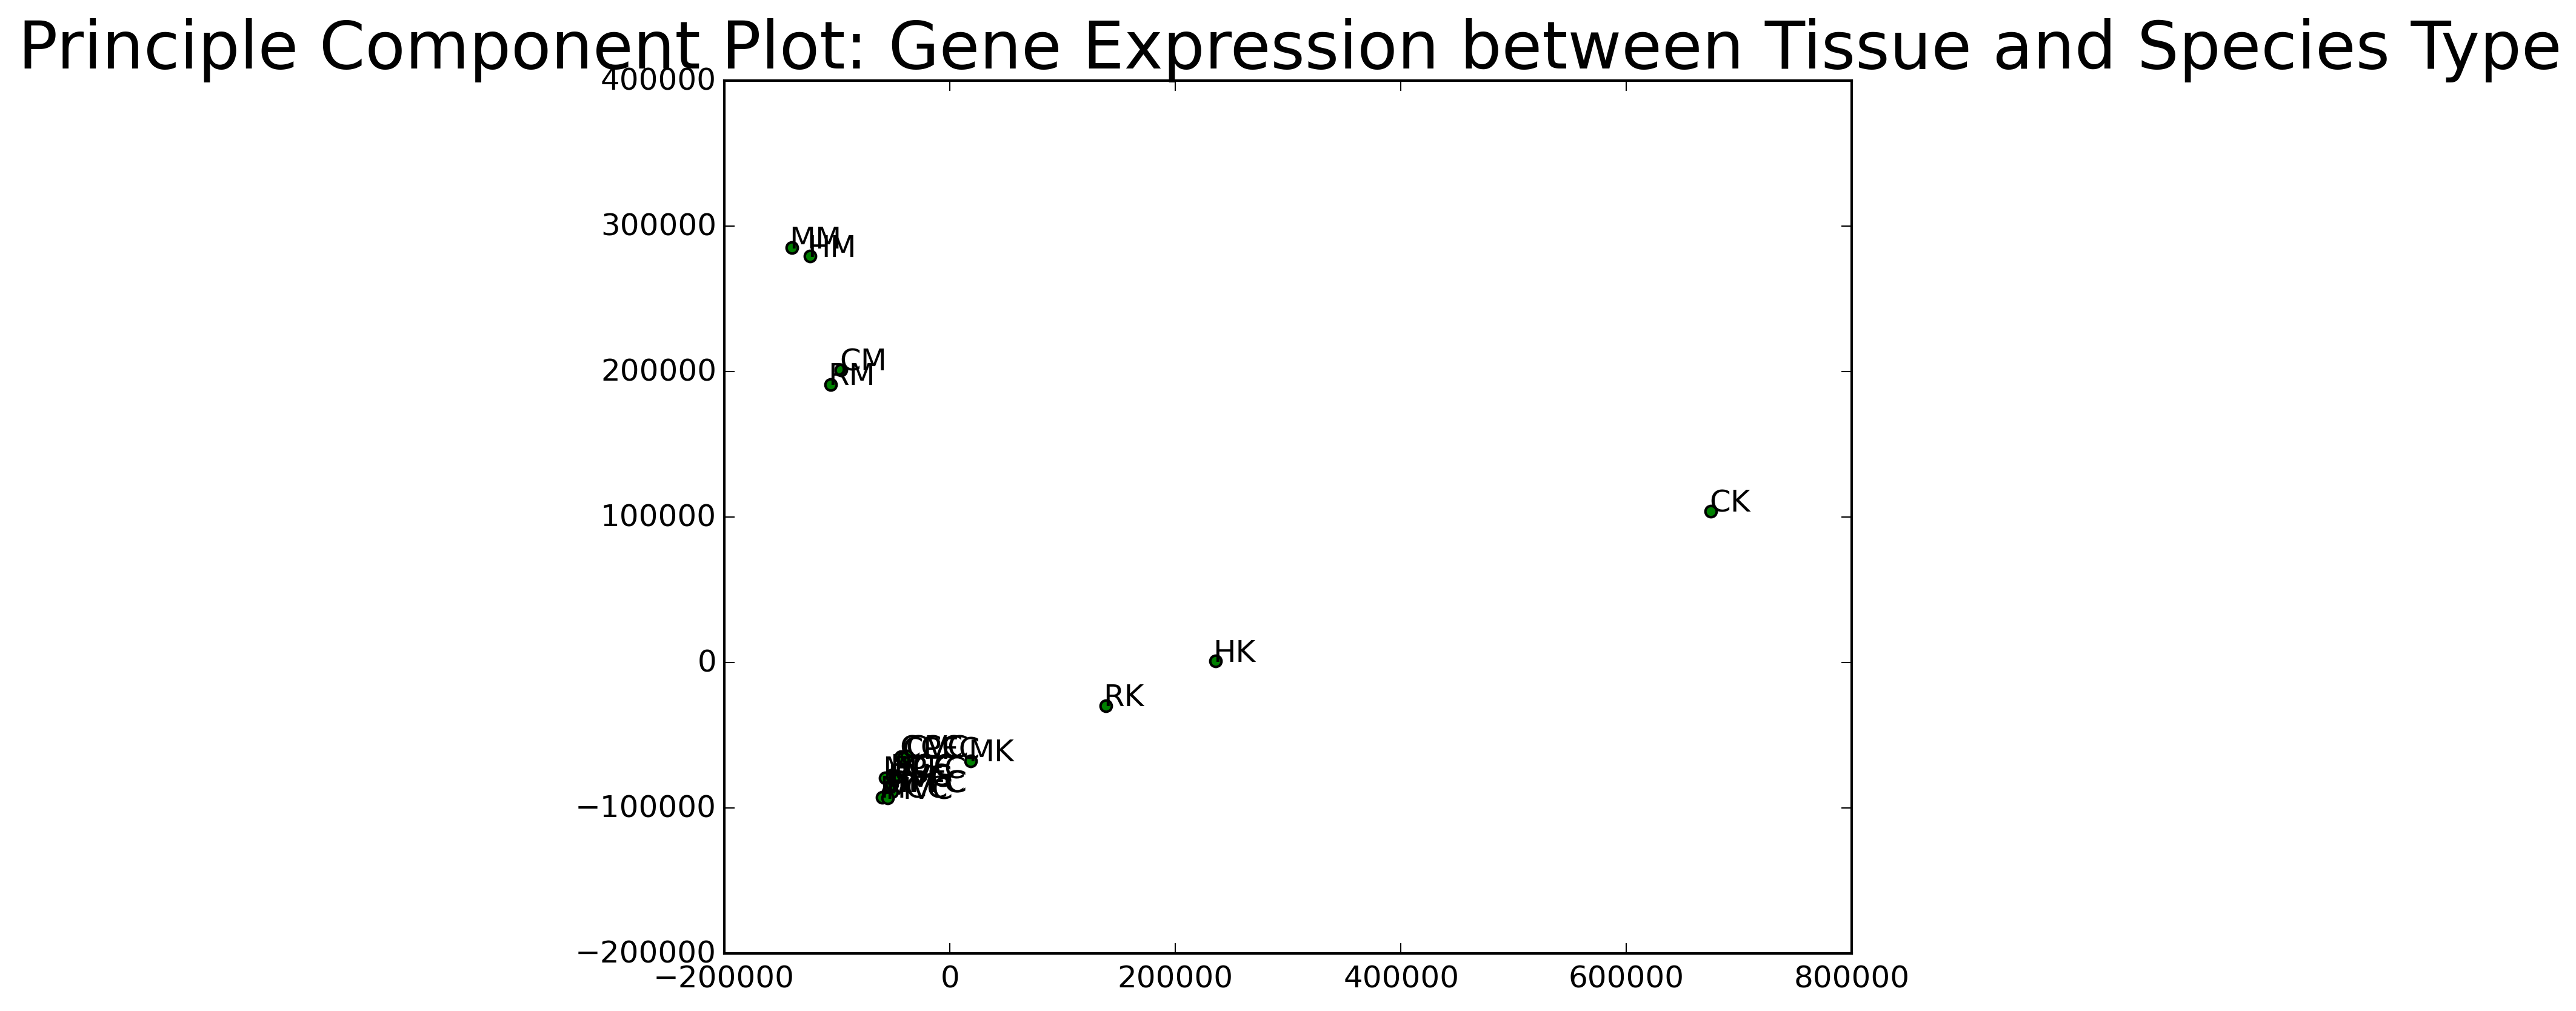 Principle Component Plot: Gene Expression between Tissue and Species Type
400000
300000
200000
100000
0
−100000
−200000
−200000
0
200000
400000
600000
800000
MM
HM
CM
RM
CK
HK
RK
MK